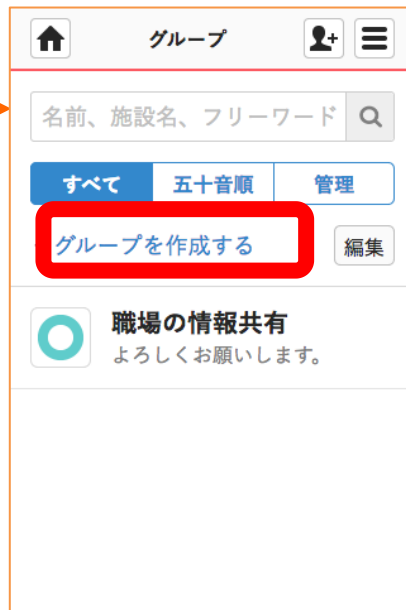 グループ
名前、施設名、フリーワード
すべて 五十音順 管理
グループを作成する 編集
職場の情報共有
よろしくお願いします。